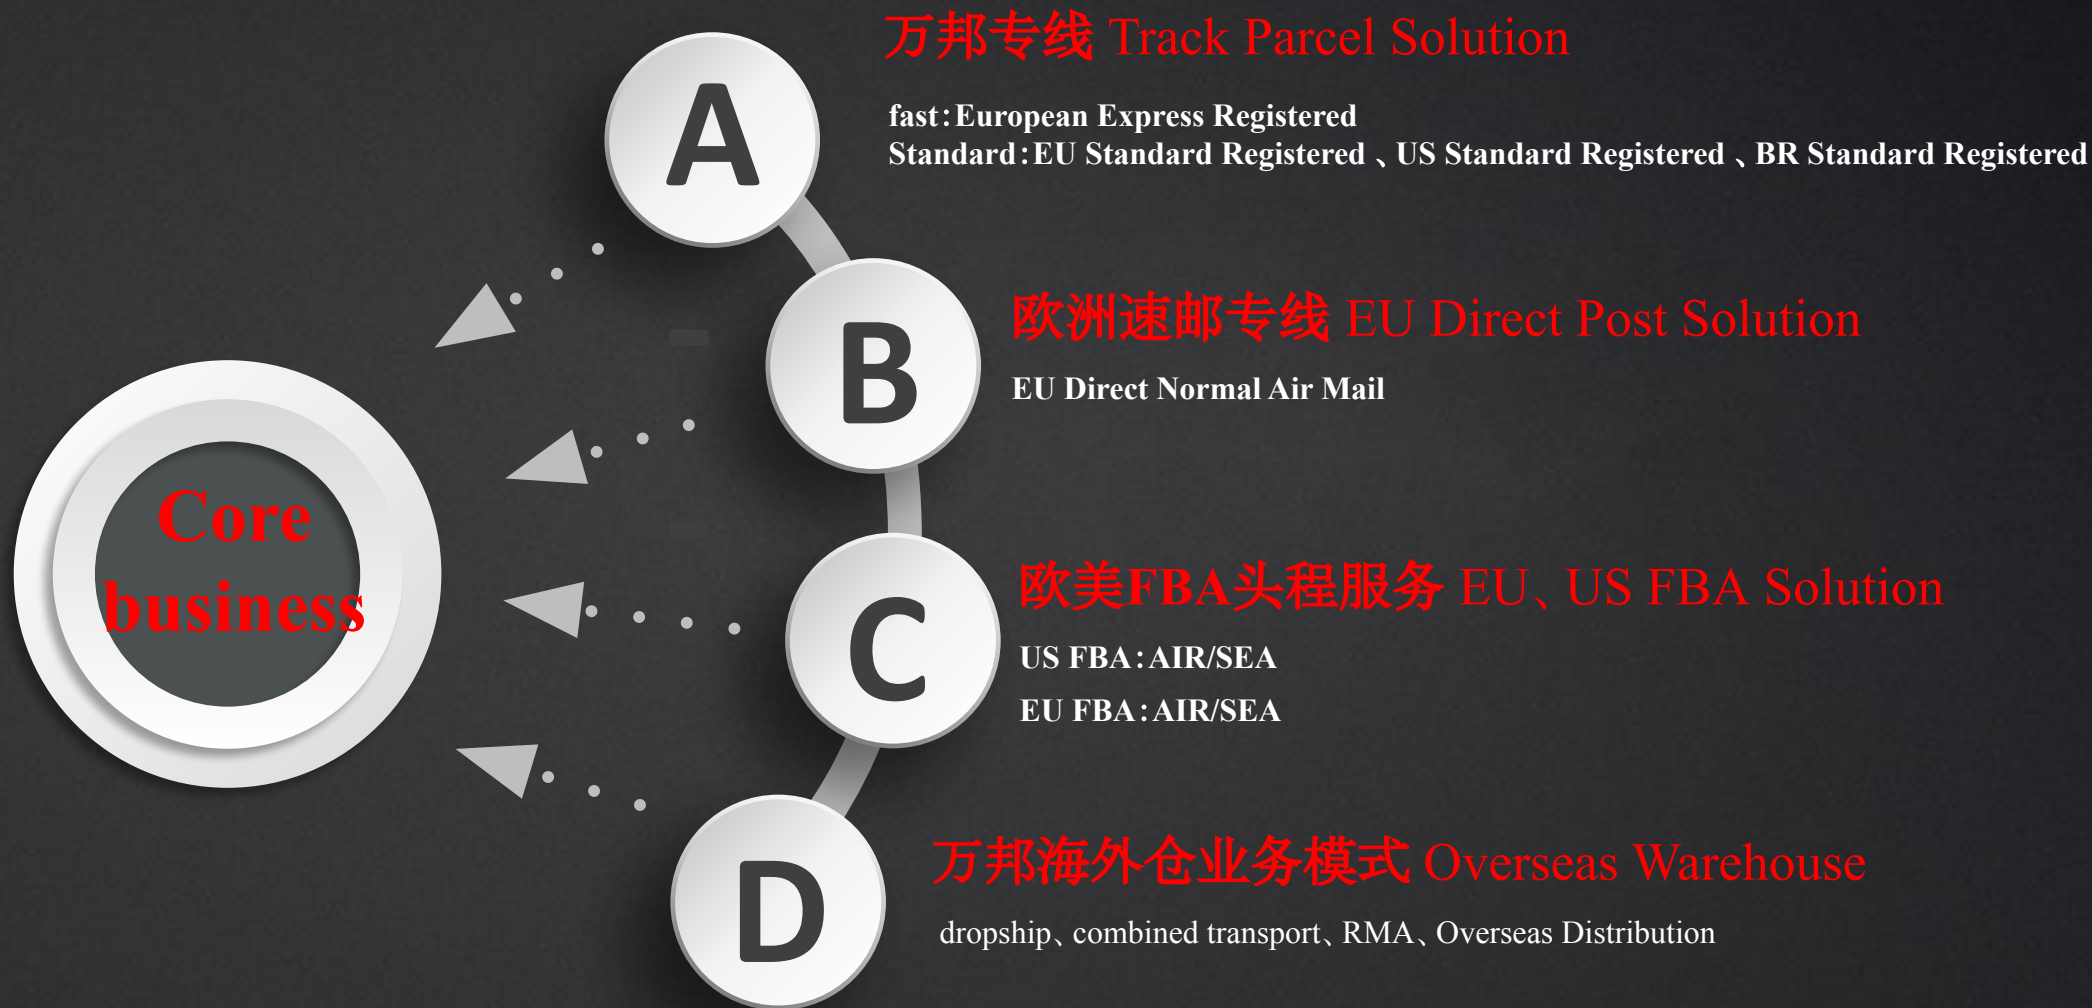 A
万邦专线 Track Parcel Solution
fast：European Express Registered
Standard：EU Standard Registered 、US Standard Registered 、BR Standard Registered
B
欧洲速邮专线 EU Direct Post Solution
EU Direct Normal Air Mail
Core
business
C
欧美FBA头程服务 EU、US FBA Solution
US FBA：AIR/SEA
EU FBA：AIR/SEA
D
万邦海外仓业务模式 Overseas Warehouse
dropship、combined transport、RMA、Overseas Distribution